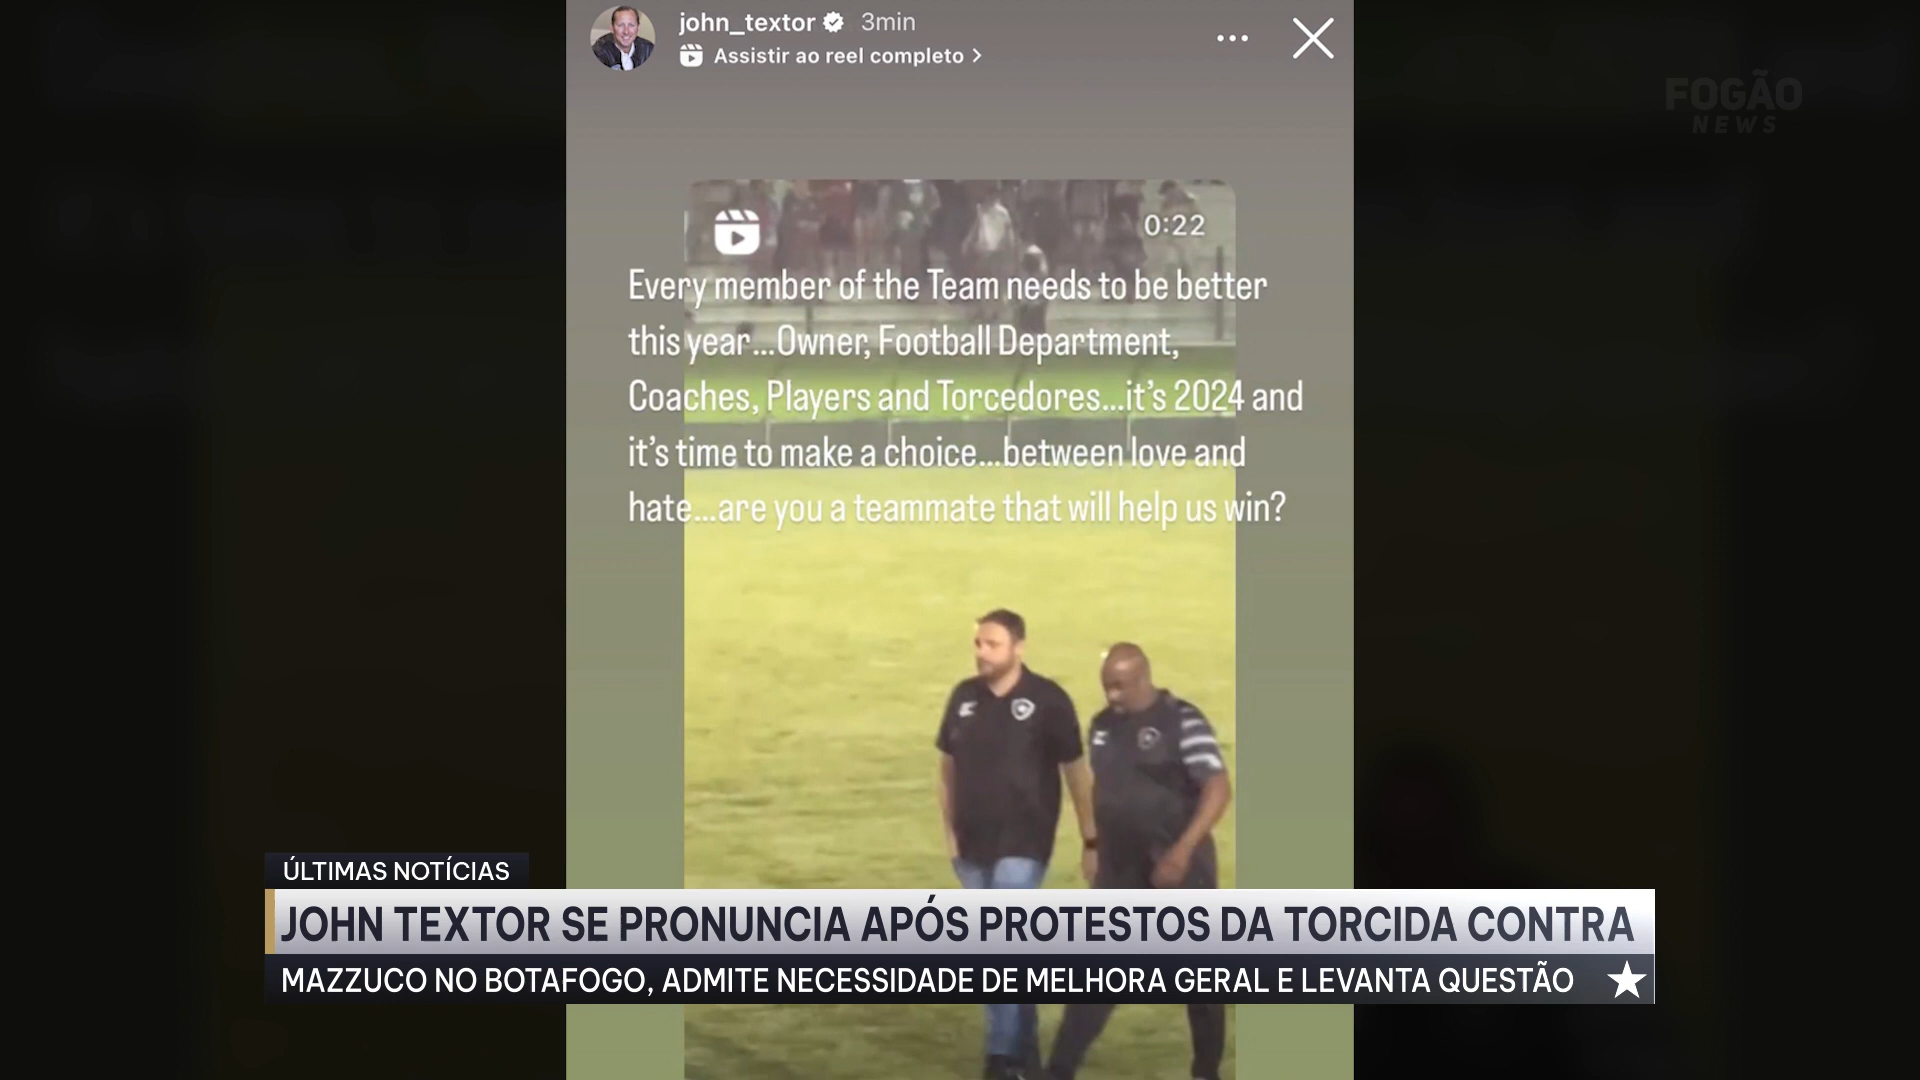 john_textor 3min
Assistir ao reel completo >
FOGÃO
NEWS
0:22
Every member of the Team needs to be better
this year...Owner, Football Department,
Coaches, Players and Torcedores...it's 2024 and
it's time to make a choice...between love and
hate...are you a teammate that will help us win?
ÚLTIMAS NOTÍCIAS
JOHN TEXTOR SE PRONUNCIA APÓS PROTESTOS DA TORCIDA CONTRA
MAZZUCO NO BOTAFOGO, ADMITE NECESSIDADE DE MELHORA GERAL E LEVANTA QUESTÃO